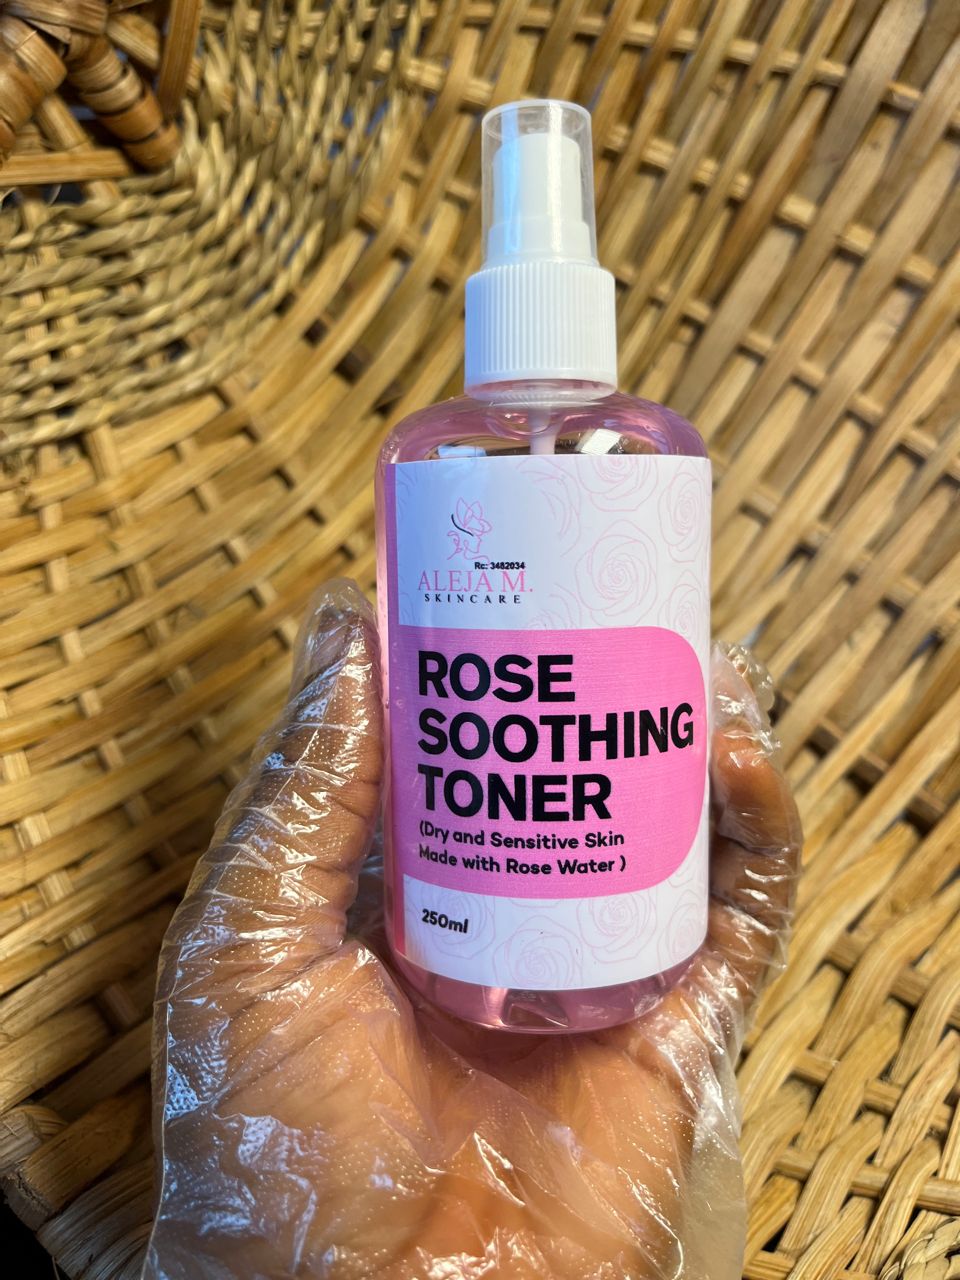 Rc: 3482034
ALEJA M.
SKINCARE
ROSE
SOOTHING
TONER
(Dry and Sensitive Skin
Made with Rose Water )
250ml